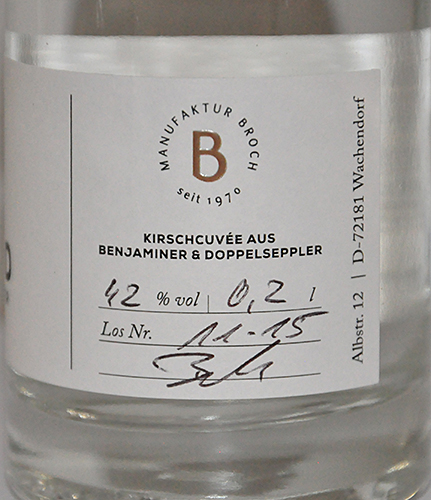 MANUFAKTUR BROCH
B
seit 1970
KIRSCHCUVÉE AUS
BENJAMINER & DOPPELSEPPLER
42 % vol | 0,2 l
Los Nr. 11-15
Albstr. 12 | D-72181 Wachendorf